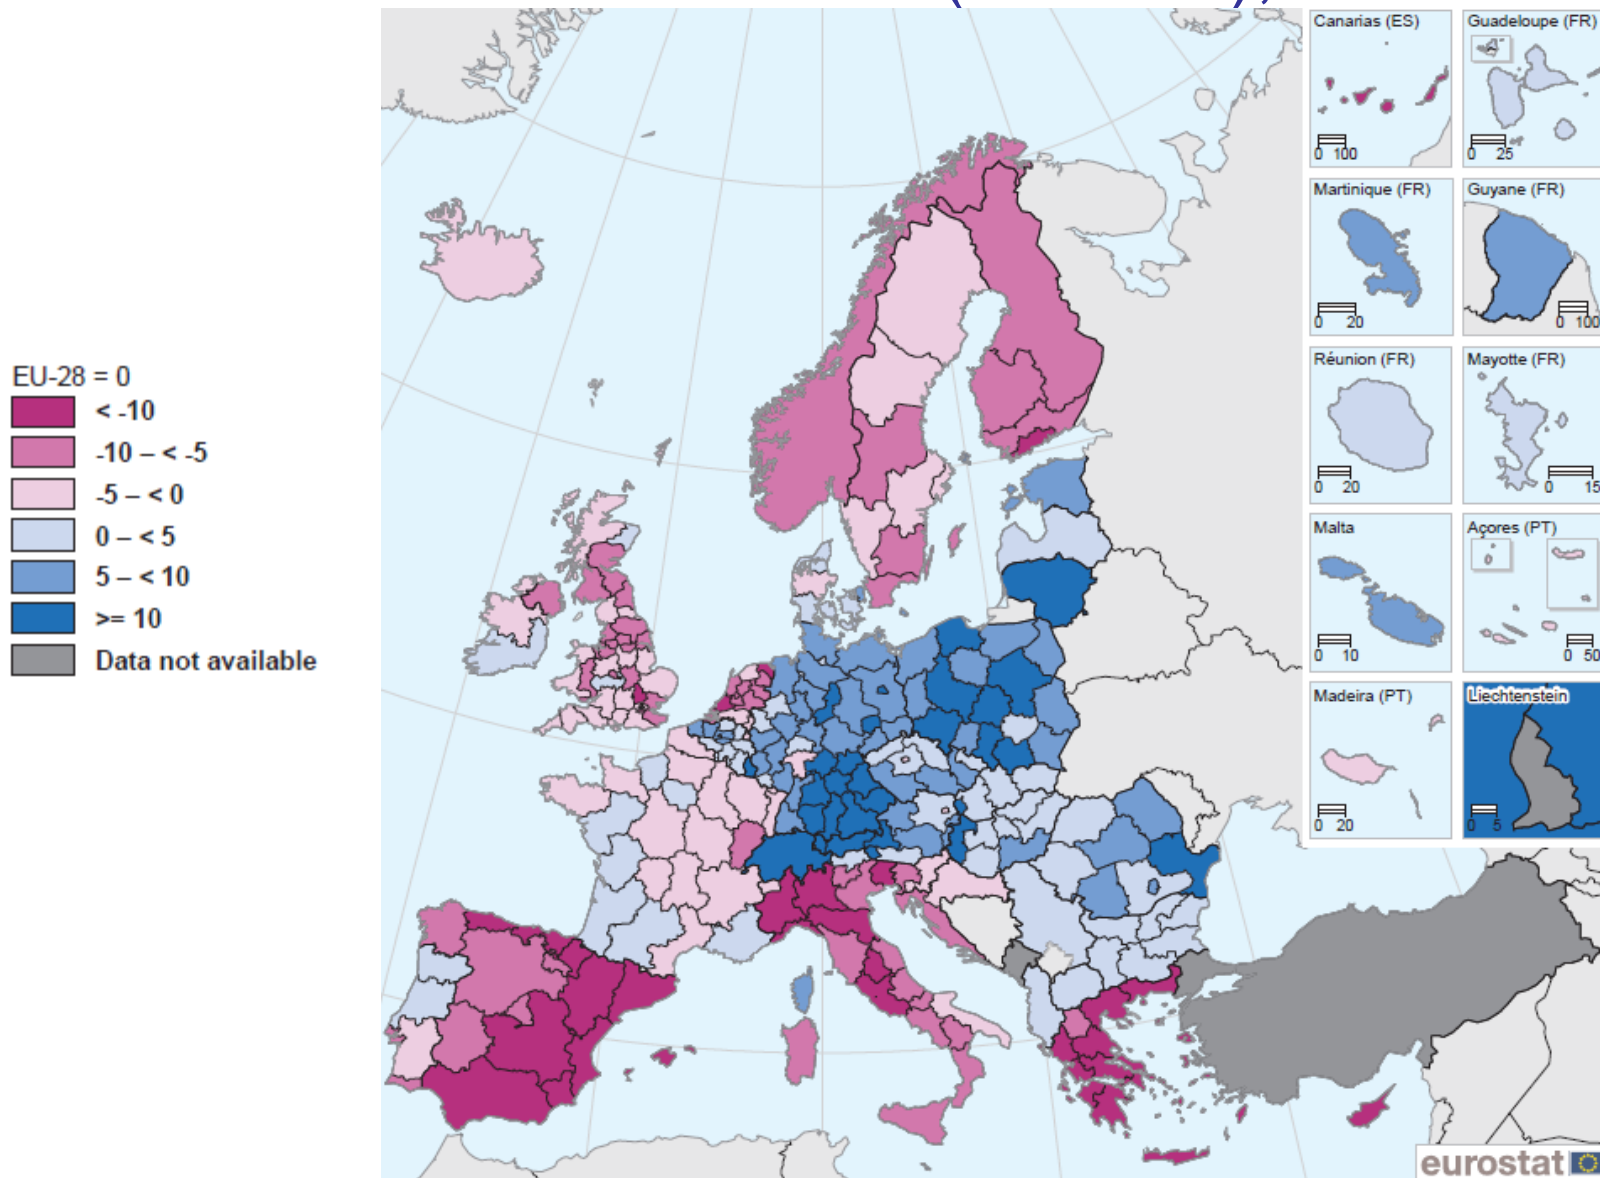 EU-28 = 0
< -10
-10 – < -5
-5 – < 0
0 – < 5
5 – < 10
>= 10
Data not available
Canarias (ES)
0 100
Guadeloupe (FR)
0 25
Martinique (FR)
0 20
Guyane (FR)
0 100
Réunion (FR)
0 20
Mayotte (FR)
0 15
Malta
0 10
Açores (PT)
0 50
Madeira (PT)
0 20
Liechtenstein
0 5
eurostat